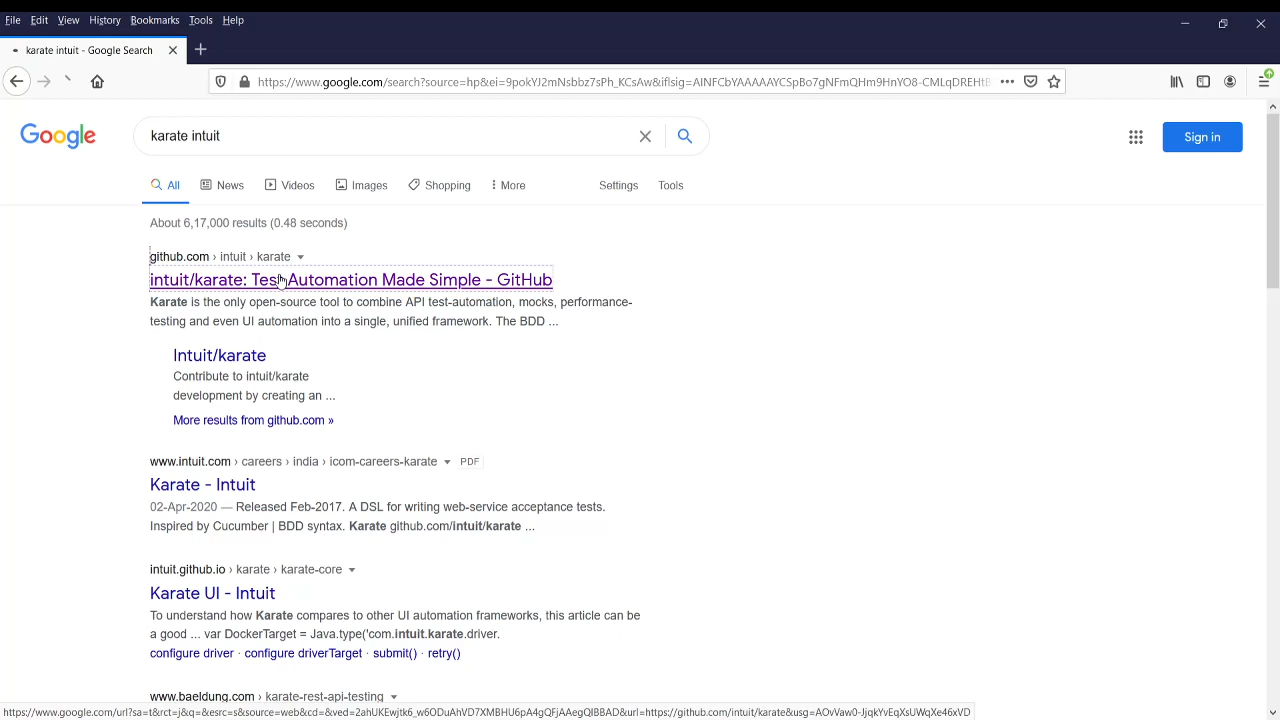 File Edit View History Bookmarks Tools Help
karate intuit - Google Search
https://www.google.com/search?source=hp&ei=9pokYJ2mNsbbz7sPh_KCsAw&iflsig=AINFCbYAAAAAYCSpBo7gNFmQHm9HnYO8-CMLqDREHtB
Google
karate intuit
Sign in
All News Videos Images Shopping More Settings Tools
About 6,17,000 results (0.48 seconds)
github.com › intuit › karate
intuit/karate: Test Automation Made Simple - GitHub
Karate is the only open-source tool to combine API test-automation, mocks, performance-
testing and even UI automation into a single, unified framework. The BDD ...
Intuit/karate
Contribute to intuit/karate
development by creating an ...
More results from github.com »
www.intuit.com › careers › india › icom-careers-karate PDF
Karate - Intuit
02-Apr-2020 — Released Feb-2017. A DSL for writing web-service acceptance tests.
Inspired by Cucumber | BDD syntax. Karate github.com/intuit/karate ...
intuit.github.io › karate › karate-core
Karate UI - Intuit
To understand how Karate compares to other UI automation frameworks, this article can be
a good ... var DockerTarget = Java.type('com.intuit.karate.driver.
configure driver · configure driverTarget · submit() · retry()
www.baeldung.com › karate-rest-api-testing
https://www.google.com/url?sa=t&rct=j&q=&esrc=s&source=web&cd=&ved=2ahUKEwjtk6_w6ODuAhVD7XMBHU6pA4gQFjAAegQIBBAD&url=https://github.com/intuit/karate&usg=AOvVaw0-JjqkYvEqXsUWqXe46xVD